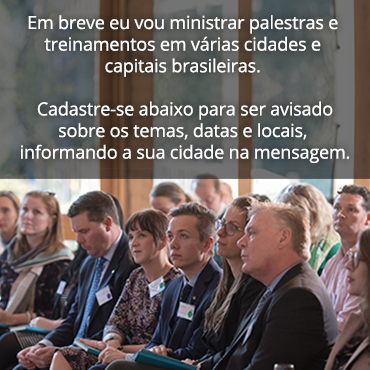 Em breve eu vou ministrar palestras e
treinamentos em várias cidades e
capitais brasileiras.
Cadastre-se abaixo para ser avisado
sobre os temas, datas e locais,
informando a sua cidade na mensagem.